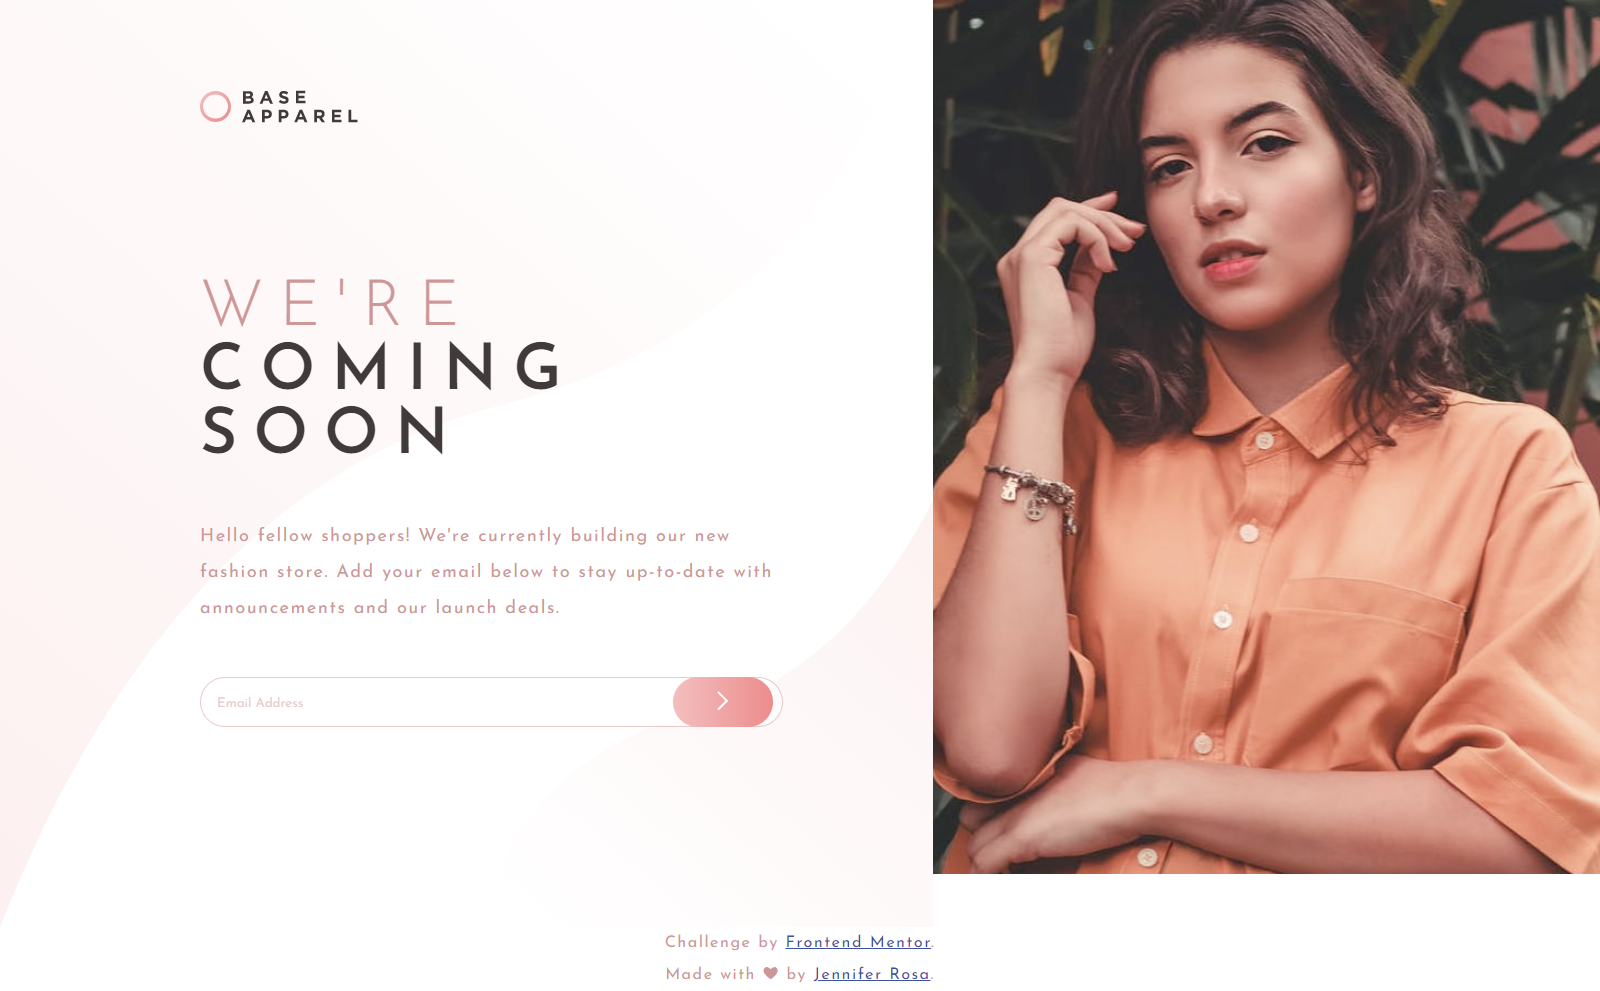 BASE
APPAREL
WE'RE
COMING
SOON
Hello fellow shoppers! We're currently building our new
fashion store. Add your email below to stay up-to-date with
announcements and our launch deals.
Email Address
Challenge by Frontend Mentor.
Made with ♥ by Jennifer Rosa.